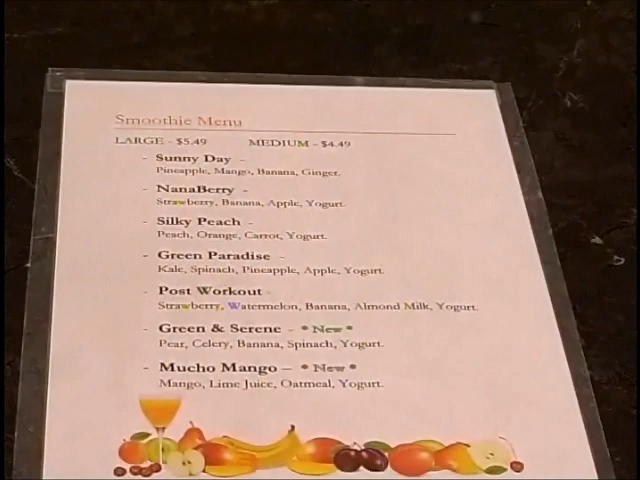 Smoothie Menu
LARGE - $5.49 MEDIUM - $4.49
- Sunny Day -
Pineapple, Mango, Banana, Ginger.
- NanaBerry -
Strawberry, Banana, Apple, Yogurt.
- Silky Peach -
Peach, Orange, Carrot, Yogurt.
- Green Paradise -
Kale, Spinach, Pineapple, Apple, Yogurt.
- Post Workout -
Strawberry, Watermelon, Banana, Almond Milk, Yogurt.
- Green & Serene - * New *
Pear, Celery, Banana, Spinach, Yogurt.
- Mucho Mango – * New *
Mango, Lime Juice, Oatmeal, Yogurt.